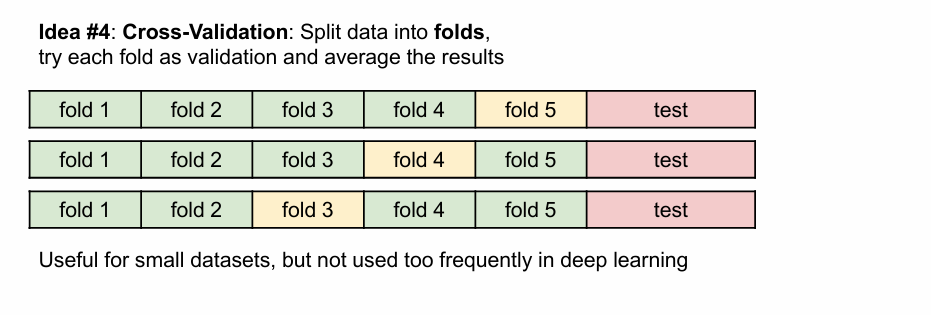 Idea #4: Cross-Validation: Split data into folds,
try each fold as validation and average the results
fold 1 fold 2 fold 3 fold 4 fold 5 test
fold 1 fold 2 fold 3 fold 4 fold 5 test
fold 1 fold 2 fold 3 fold 4 fold 5 test
Useful for small datasets, but not used too frequently in deep learning